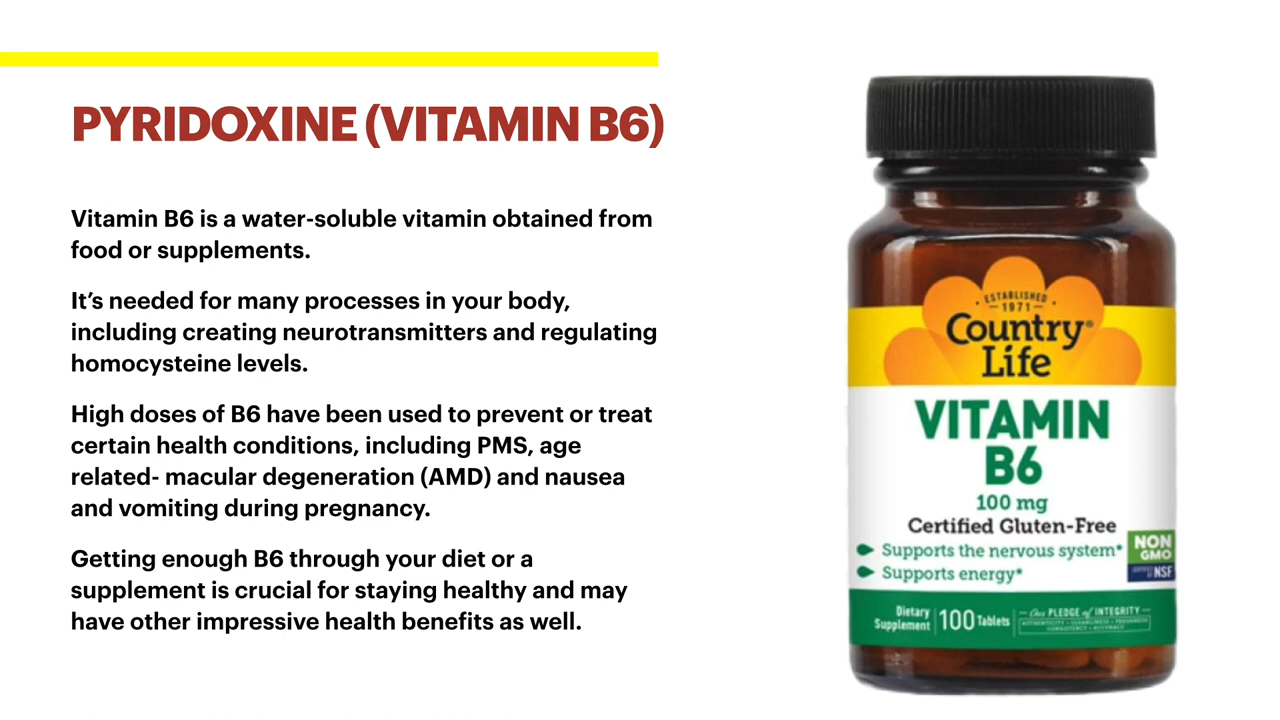 PYRIDOXINE (VITAMIN B6)
Vitamin B6 is a water-soluble vitamin obtained from
food or supplements.
It’s needed for many processes in your body,
including creating neurotransmitters and regulating
homocysteine levels.
High doses of B6 have been used to prevent or treat
certain health conditions, including PMS, age
related- macular degeneration (AMD) and nausea
and vomiting during pregnancy.
Getting enough B6 through your diet or a
supplement is crucial for staying healthy and may
have other impressive health benefits as well.
ESTABLISHED
1971
Country®
Life
VITAMIN
B6
100 mg
Certified Gluten-Free
Supports the nervous system*
Supports energy*
NON
GMO
NSF
Dietary
Supplement
100 Tablets
Our PLEDGE of INTEGRITY
AUTHENTICITY • CLEANLINESS • FRESHNESS
CONSISTENCY • ACCURACY